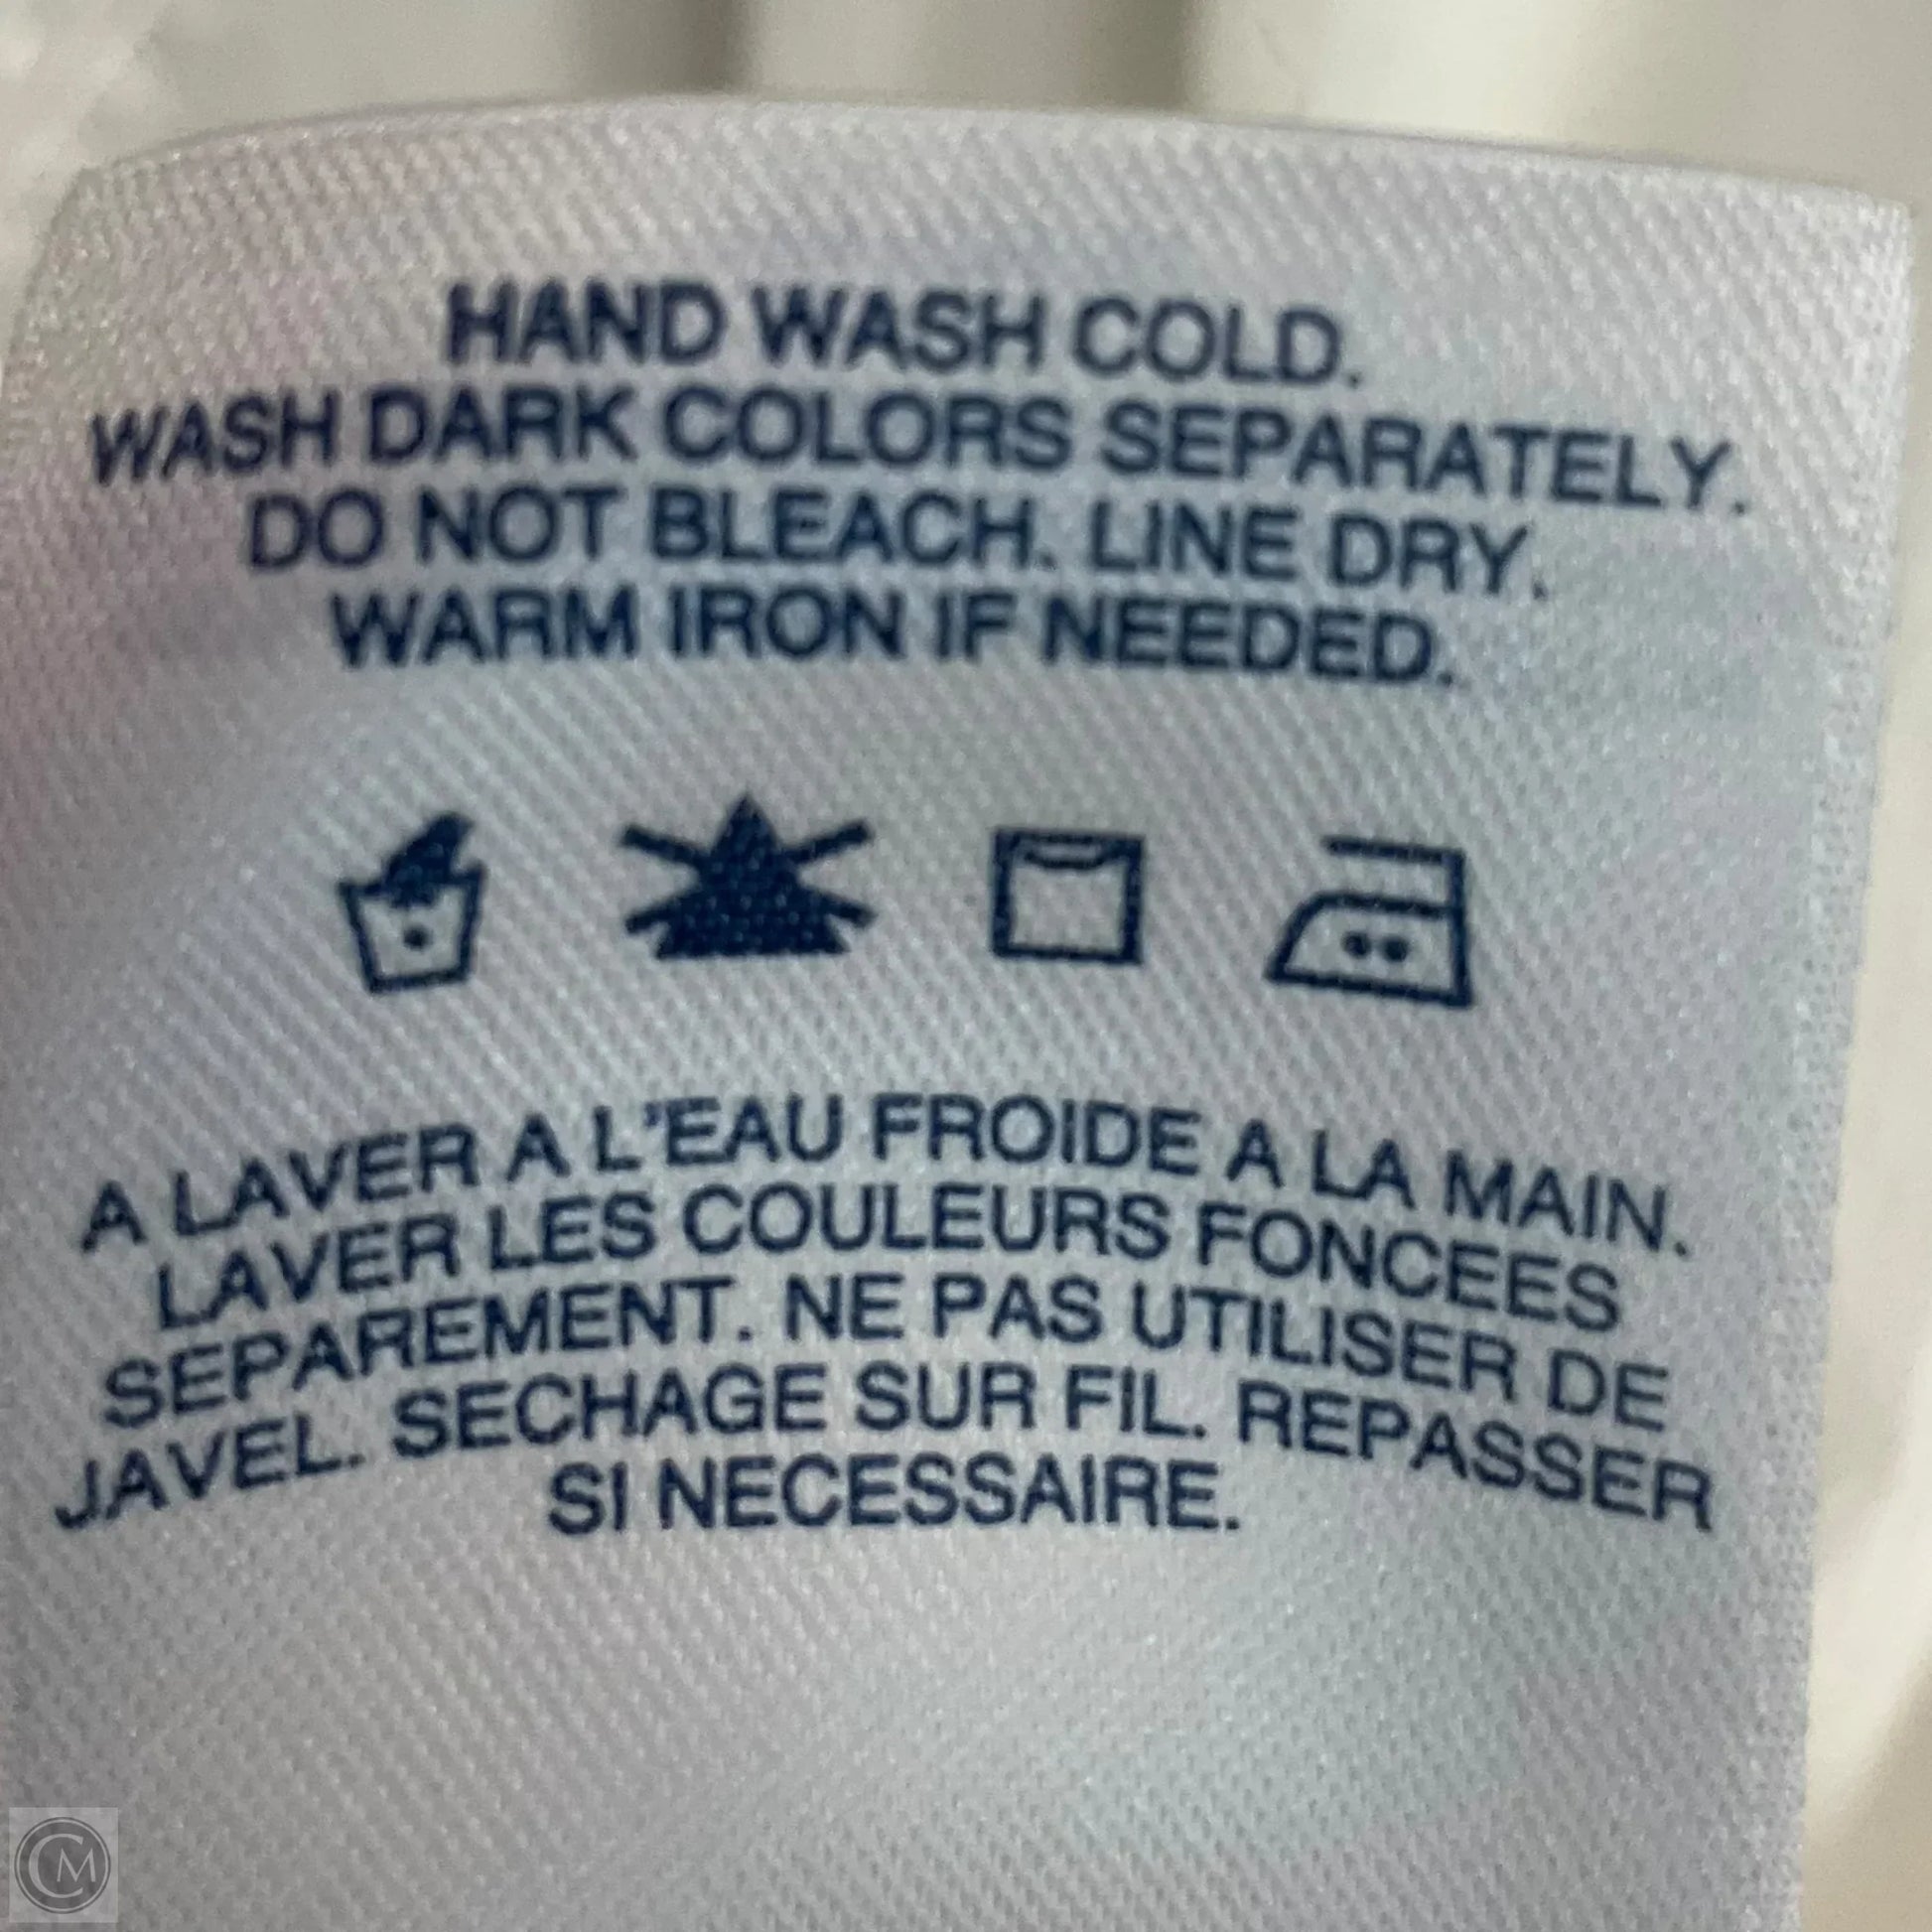 HAND WASH COLD.
WASH DARK COLORS SEPARATELY.
DO NOT BLEACH. LINE DRY.
WARM IRON IF NEEDED.
A LAVER A L'EAU FROIDE A LA MAIN.
LAVER LES COULEURS FONCEES
SEPAREMENT. NE PAS UTILISER DE
JAVEL. SECHAGE SUR FIL. REPASSER
SI NECESSAIRE.
CM